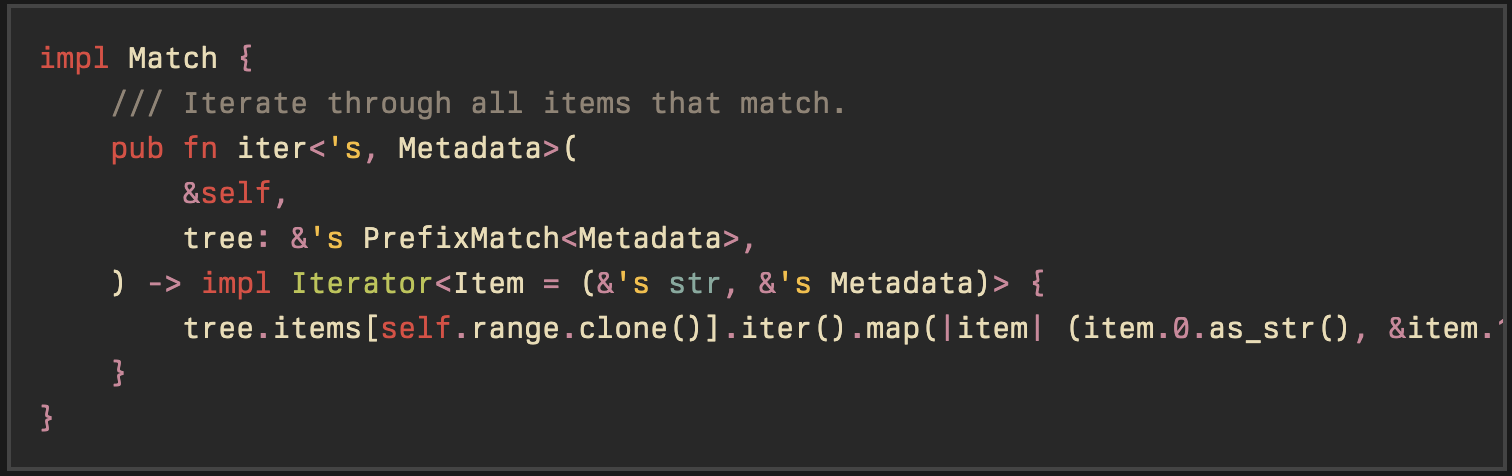 impl Match {
    /// Iterate through all items that match.
    pub fn iter<'s, Metadata>(
        &self,
        tree: &'s PrefixMatch<Metadata>,
    ) -> impl Iterator<Item = (&'s str, &'s Metadata)> {
        tree.items[self.range.clone()].iter().map(|item| (item.0.as_str(), &item.
    }
}